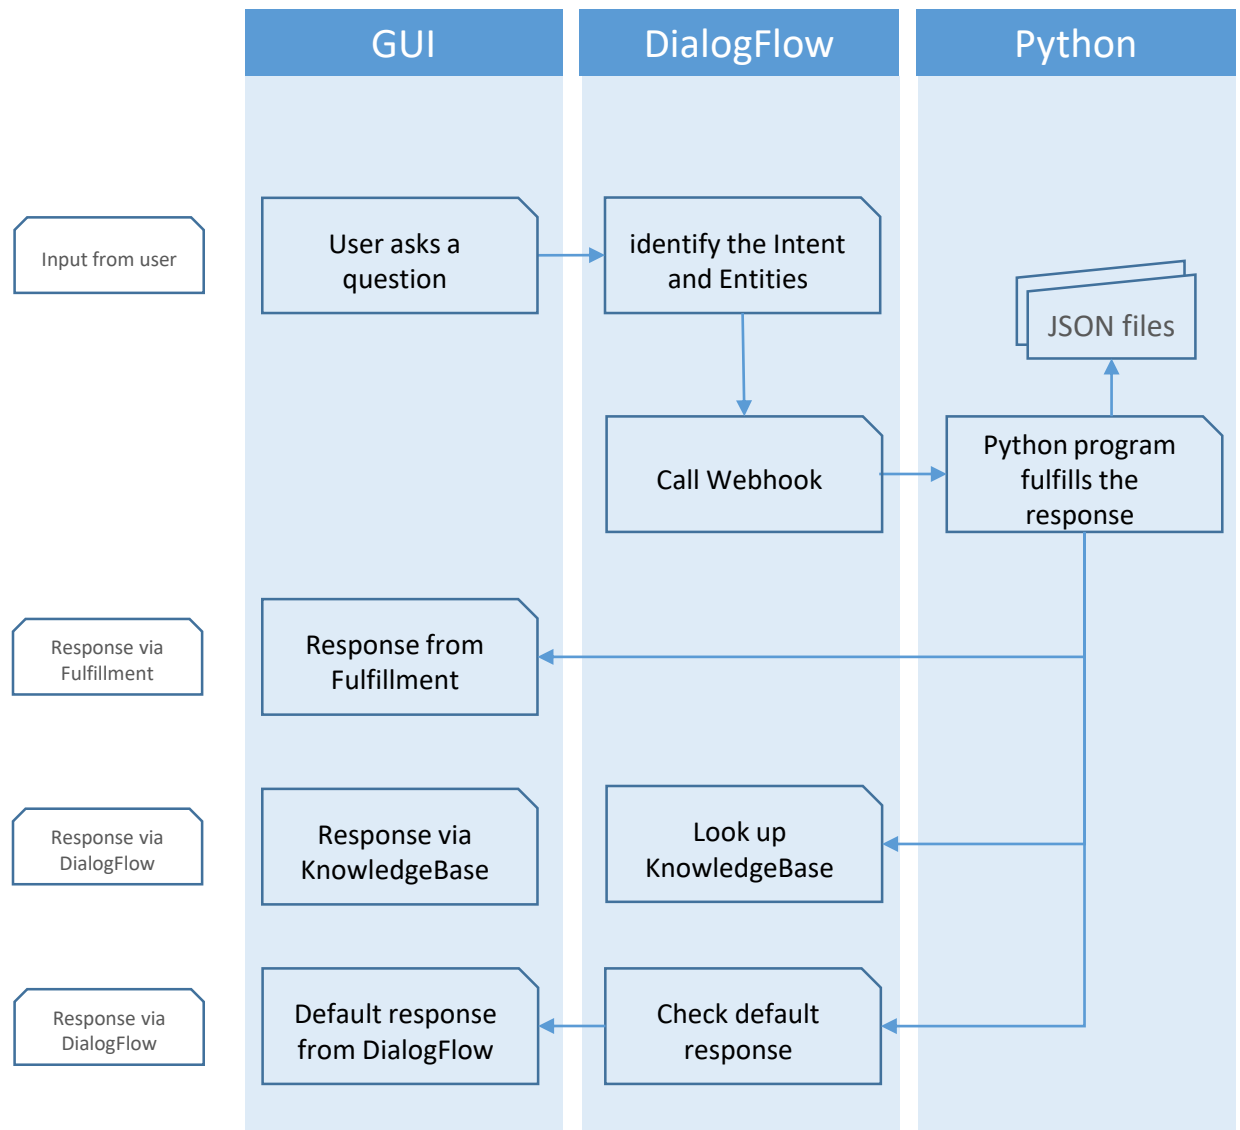 GUI
DialogFlow
Python
Input from user
User asks a
question
identify the Intent
and Entities
JSON files
Call Webhook
Python program
fulfills the
response
Response via
Fulfillment
Response from
Fulfillment
Response via
DialogFlow
Response via
KnowledgeBase
Look up
KnowledgeBase
Response via
DialogFlow
Default response
from DialogFlow
Check default
response